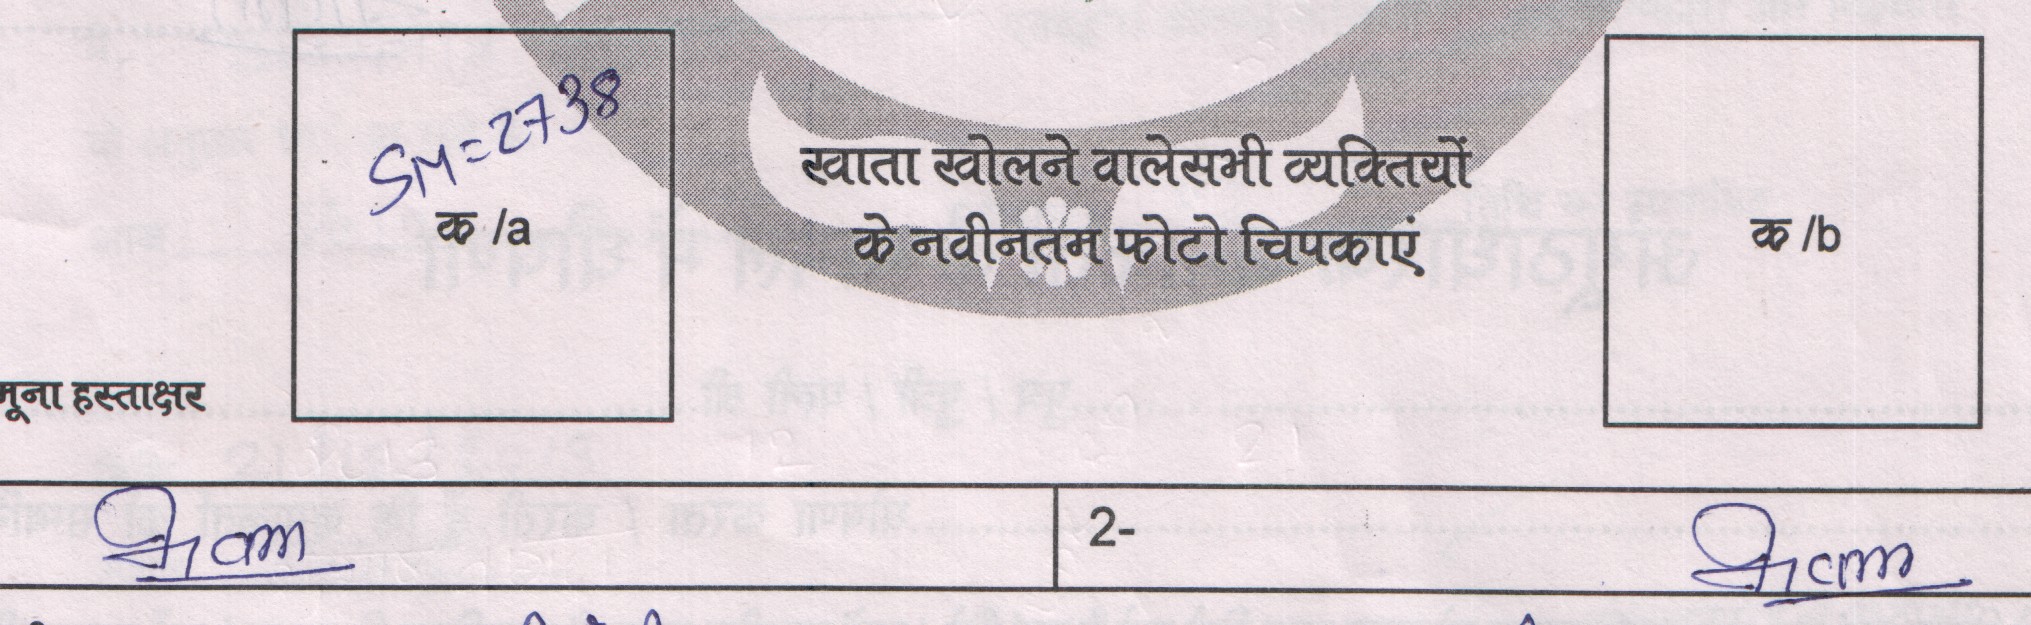 SM=2738
क /a
खाता खोलने वालेसभी व्यक्तियों
के नवीनतम फोटो चिपकाएं
क /b
मूना हस्ताक्षर
2-